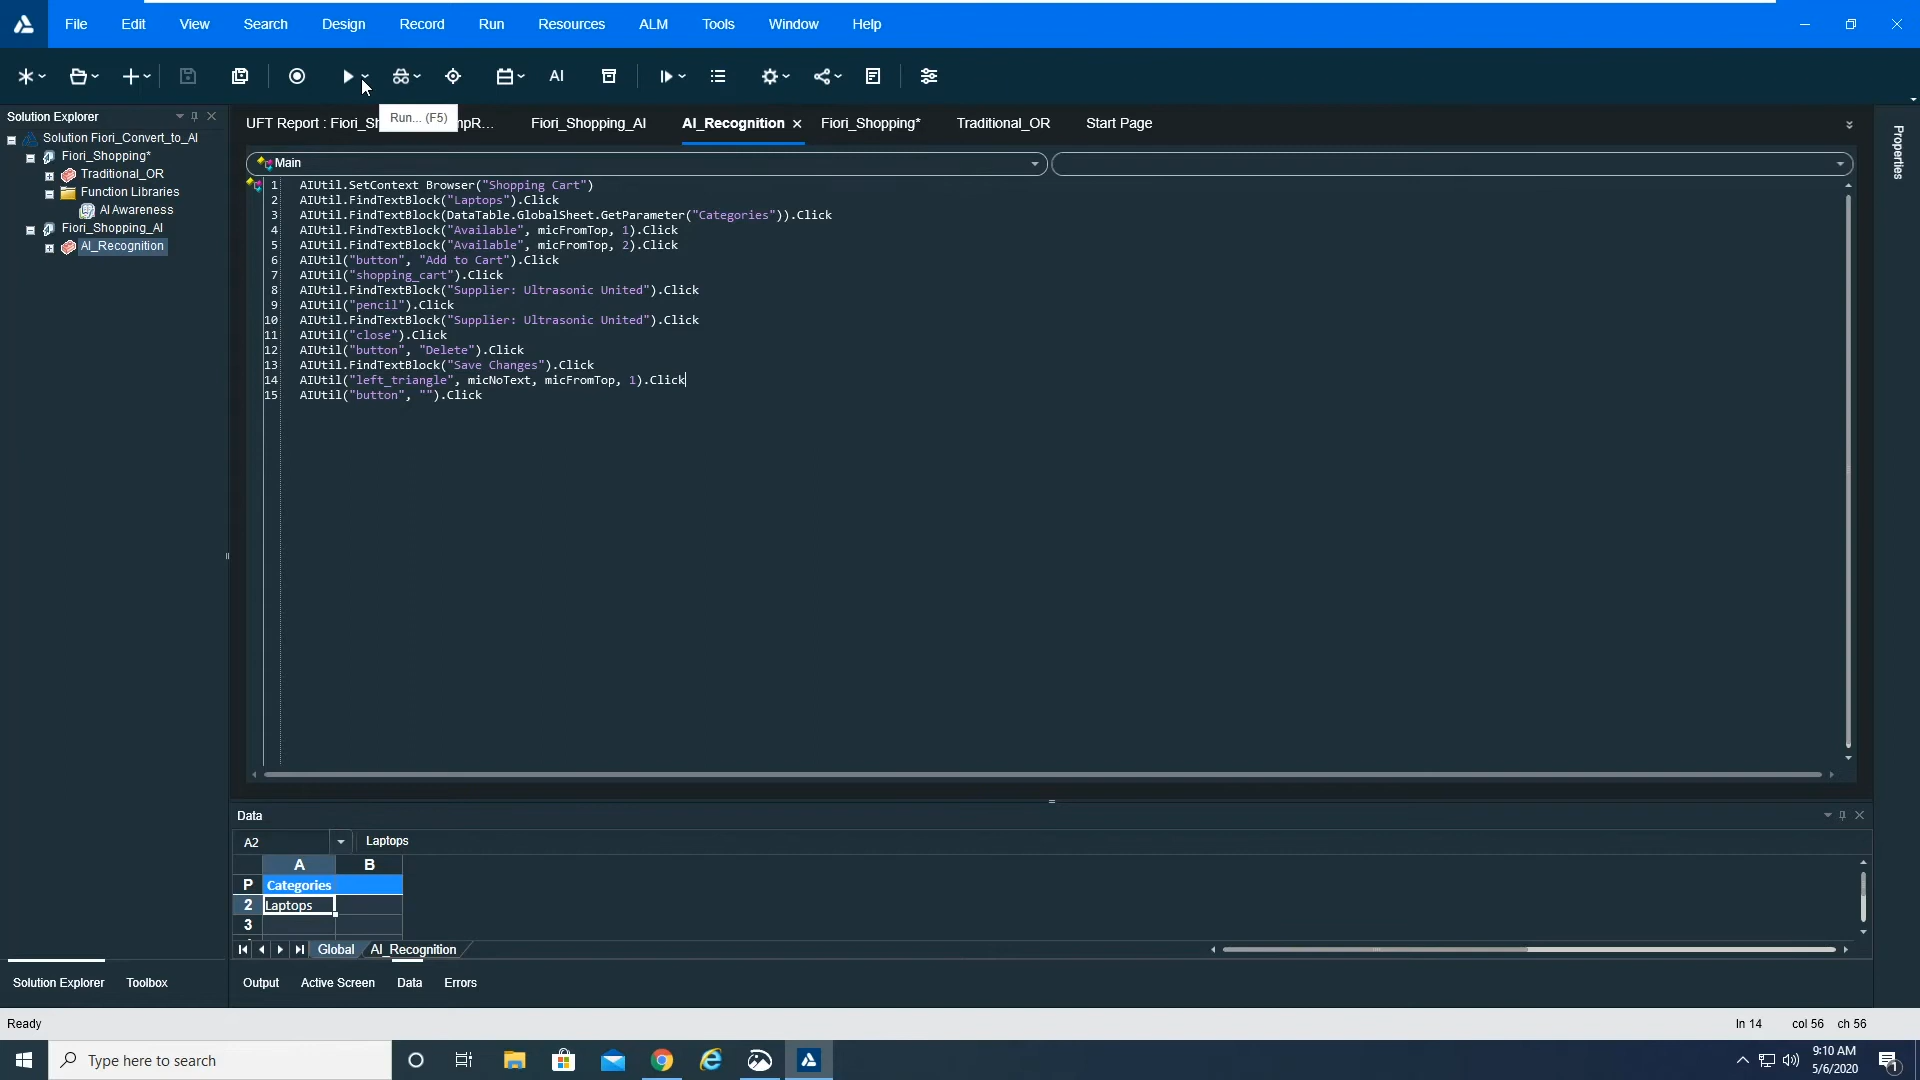 File Edit View Search Design Record Run Resources ALM Tools Window Help
AI
Run... (F5)
Solution Explorer
Solution Fiori_Convert_to_AI
Fiori_Shopping*
Traditional_OR
Function Libraries
AIAwareness
Fiori_Shopping_AI
AI_Recognition
UFT Report : Fiori_Sh mpR... Fiori_Shopping_AI AI_Recognition Fiori_Shopping* Traditional_OR Start Page
Main
1 AIUtil.SetContext Browser("Shopping Cart")
2 AIUtil.FindTextBlock("Laptops").Click
3 AIUtil.FindTextBlock(DataTable.GlobalSheet.GetParameter("Categories")).Click
4 AIUtil.FindTextBlock("Available", micFromTop, 1).Click
5 AIUtil.FindTextBlock("Available", micFromTop, 2).Click
6 AIUtil("button", "Add to Cart").Click
7 AIUtil("shopping_cart").Click
8 AIUtil.FindTextBlock("Supplier: Ultrasonic United").Click
9 AIUtil("pencil").Click
10 AIUtil.FindTextBlock("Supplier: Ultrasonic United").Click
11 AIUtil("close").Click
12 AIUtil("button", "Delete").Click
13 AIUtil.FindTextBlock("Save Changes").Click
14 AIUtil("left_triangle", micNoText, micFromTop, 1).Click
15 AIUtil("button", "").Click
Properties
Data
A2 Laptops
A B
P Categories
2 Laptops
3
Global AI_Recognition
Solution Explorer Toolbox
Output Active Screen Data Errors
Ready
ln 14 col 56 ch 56
Type here to search
9:10 AM
5/6/2020
1